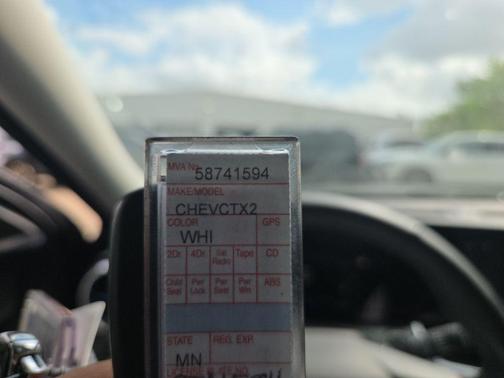 MVA No. 58741594
MAKE/MODEL
CHEVCTX2
COLOR GPS
WHI
2Dr. 4Dr. Sat Radio Tape CD
Child Seat Pwr Lock Pwr Seat Pwr Win ABS
STATE REG. EXP.
MN